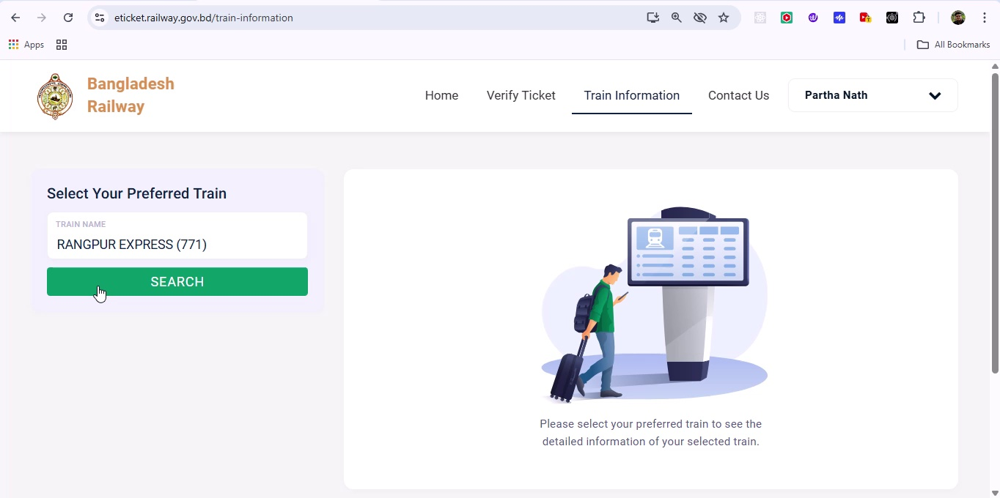 eticket.railway.gov.bd/train-information
Apps
All Bookmarks
Bangladesh
Railway
Home
Verify Ticket
Train Information
Contact Us
Partha Nath
Select Your Preferred Train
TRAIN NAME
RANGPUR EXPRESS (771)
SEARCH
Please select your preferred train to see the
detailed information of your selected train.